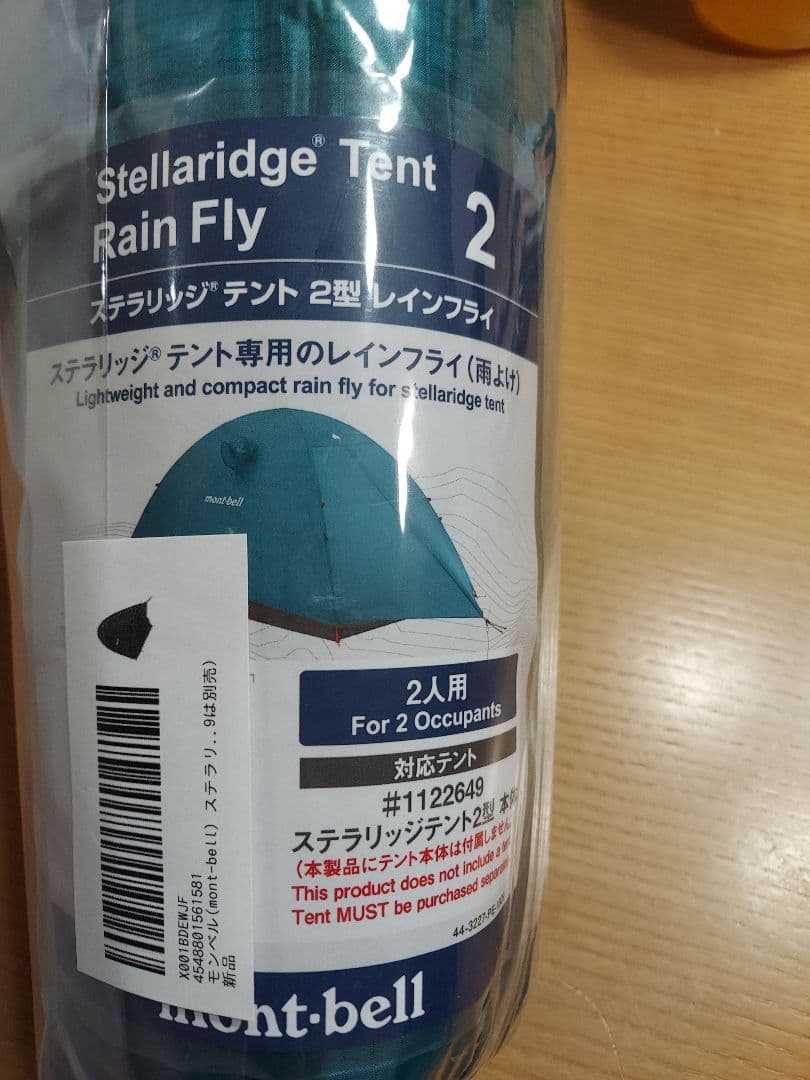 Stellaridge® Tent
Rain Fly
2
ステラリッジ® テント 2型 レインフライ
ステラリッジ® テント専用のレインフライ(雨よけ)
Lightweight and compact rain fly for stellaridge tent
mont-bell
2人用
For 2 Occupants
対応テント
#1122649
ステラリッジテント2型 本
(本製品にテント本体は付属しません
This product does not include a
Tent MUST be purchased
44-3227-PE
X001BDEWJF
4548801561581
モンベル(mont-bell) ステラリ...9は別売)
新品
mont-bell